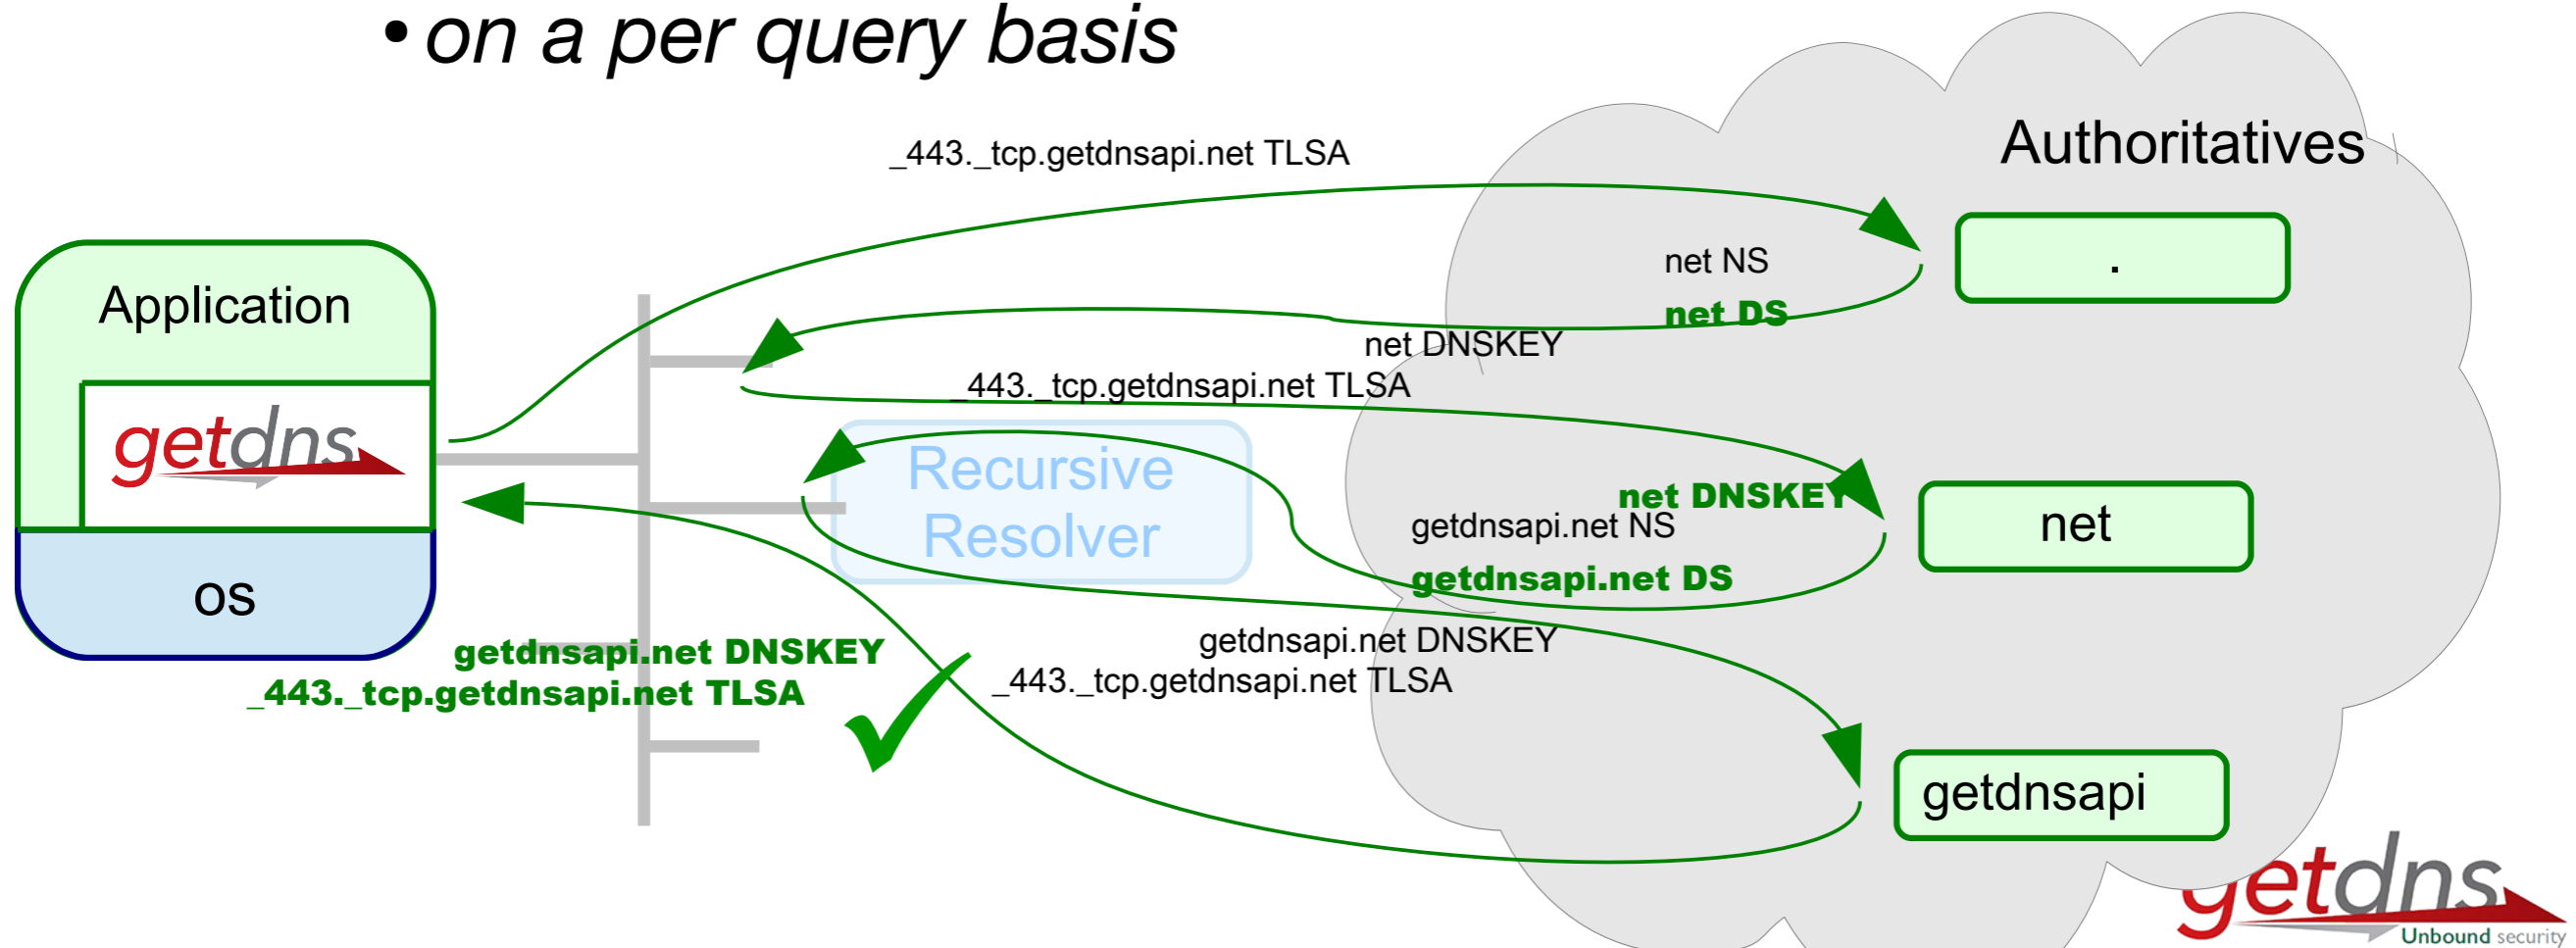 • on a per query basis
_443._tcp.getdnsapi.net TLSA
Authoritatives
.
net NS
net DS
Application
net DNSKEY
_443._tcp.getdnsapi.net TLSA
getdns
Recursive
Resolver
net DNSKEY
getdnsapi.net NS
net
getdnsapi.net DS
os
getdnsapi.net DNSKEY
_443._tcp.getdnsapi.net TLSA
getdnsapi.net DNSKEY
_443._tcp.getdnsapi.net TLSA
getdnsapi
getdns
Unbound security